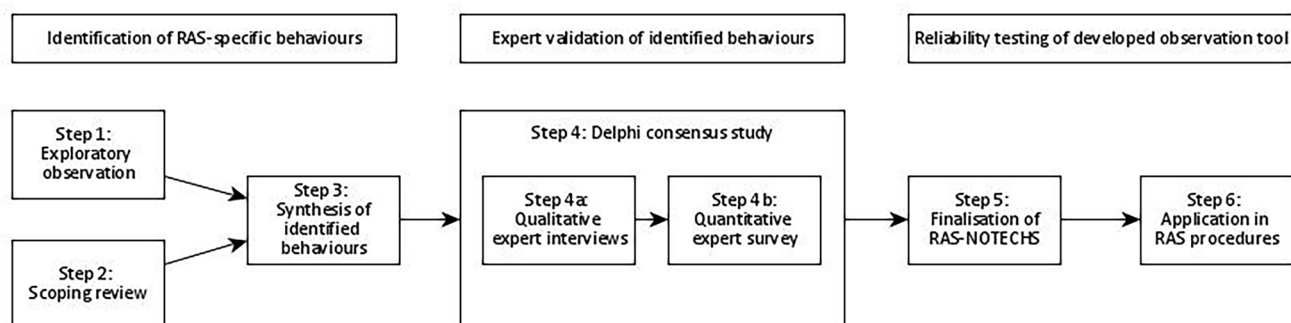 Identification of RAS-specific behaviours
Expert validation of identified behaviours
Reliability testing of developed observation tool
Step 1:
Exploratory
observation
Step 2:
Scoping review
Step 3:
Synthesis of
identified
behaviours
Step 4: Delphi consensus study
Step 4a:
Qualitative
expert interviews
Step 4b:
Quantitative
expert survey
Step 5:
Finalisation of
RAS-NOTECHS
Step 6:
Application in
RAS procedures